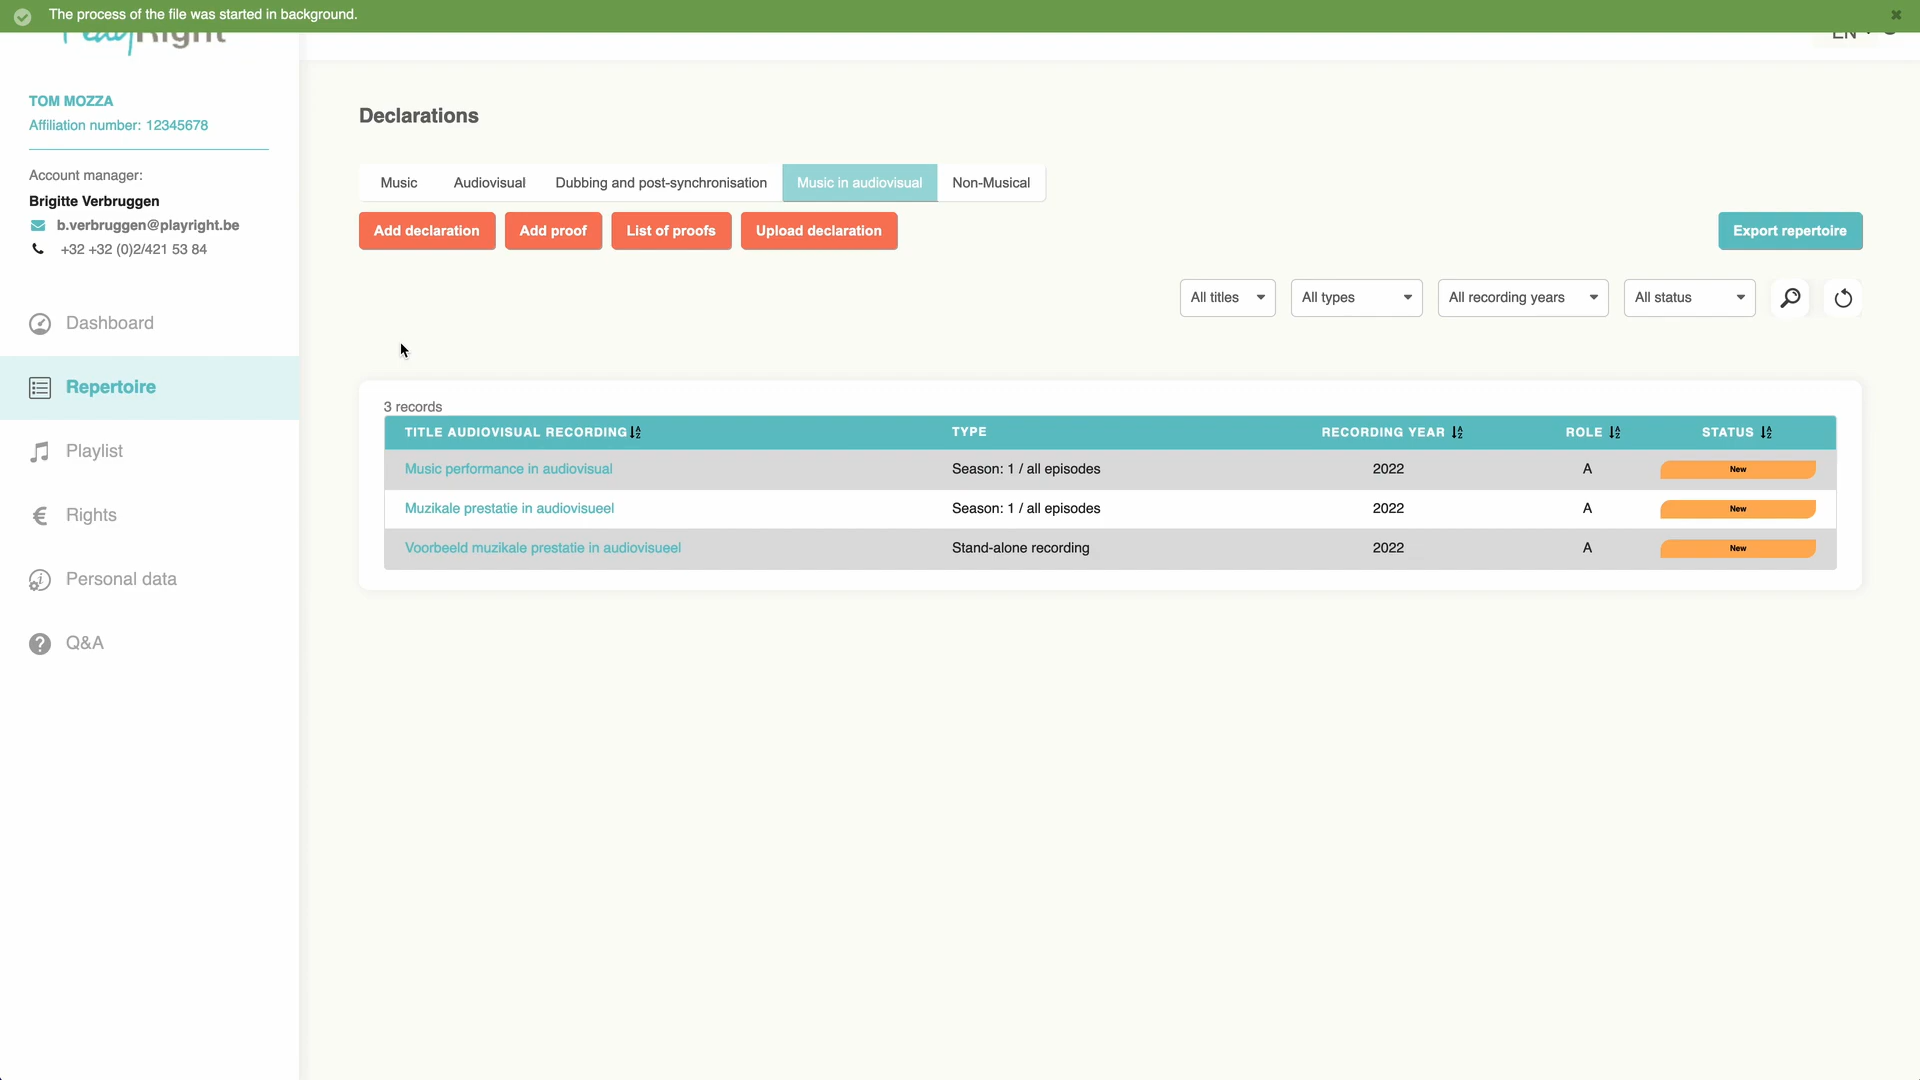 The process of the file was started in background.
EN
TOM MOZZA
Affiliation number: 12345678
Account manager:
Brigitte Verbruggen
b.verbruggen@playright.be
+32 +32 (0)2/421 53 84
Dashboard
Repertoire
Playlist
Rights
Personal data
Q&A
Declarations
Music Audiovisual Dubbing and post-synchronisation Music in audiovisual Non-Musical
Add declaration Add proof List of proofs Upload declaration Export repertoire
All titles All types All recording years All status
3 records
TITLE AUDIOVISUAL RECORDING TYPE RECORDING YEAR ROLE STATUS
Music performance in audiovisual Season: 1 / all episodes 2022 A New
Muzikale prestatie in audiovisueel Season: 1 / all episodes 2022 A New
Voorbeeld muzikale prestatie in audiovisueel Stand-alone recording 2022 A New